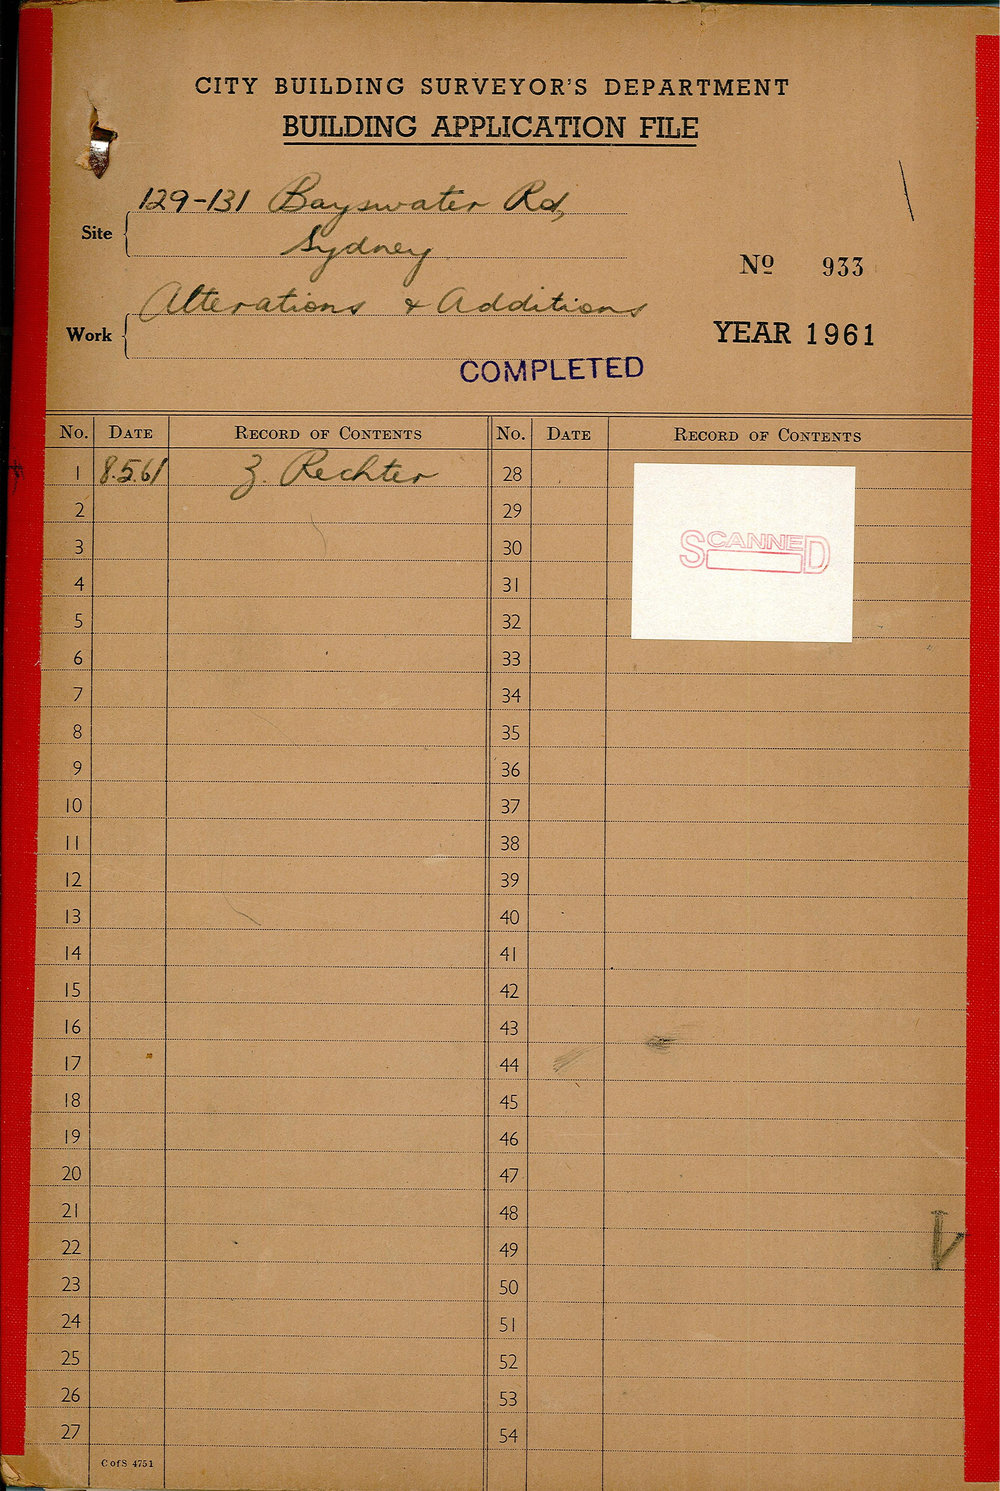 CITY BUILDING SURVEYOR'S DEPARTMENT
BUILDING APPLICATION FILE
129-131 Bayswater Rd,
Site
Sydney
Nº 933
Alterations & Additions
Work
YEAR 1961
COMPLETED
No. DATE RECORD OF CONTENTS No. DATE RECORD OF CONTENTS
1 8.5.61 Z. Rechter 28
2 29
SCANNED
3 30
4 31
5 32
6 33
7 34
8 35
9 36
10 37
11 38
12 39
13 40
14 41
15 42
16 43
17 44
18 45
19 46
20 47
21 48
22 49
23 50
24 51
25 52
26 53
27 54
C of S 4751